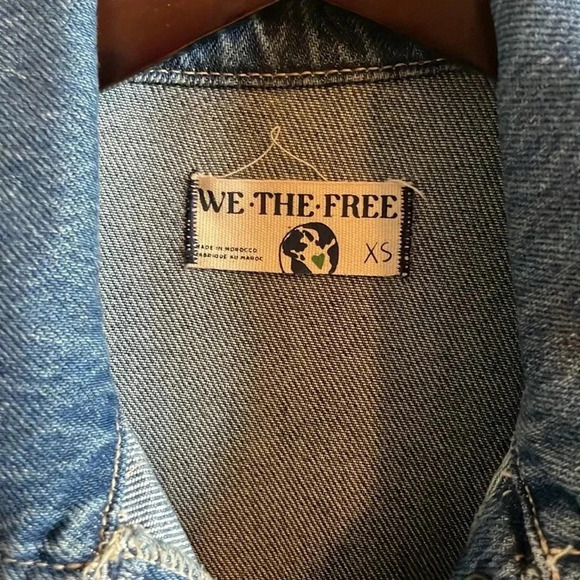 WE·THE·FREE
MADE IN MOROCCO
FABRIQUE AU MAROC
XS